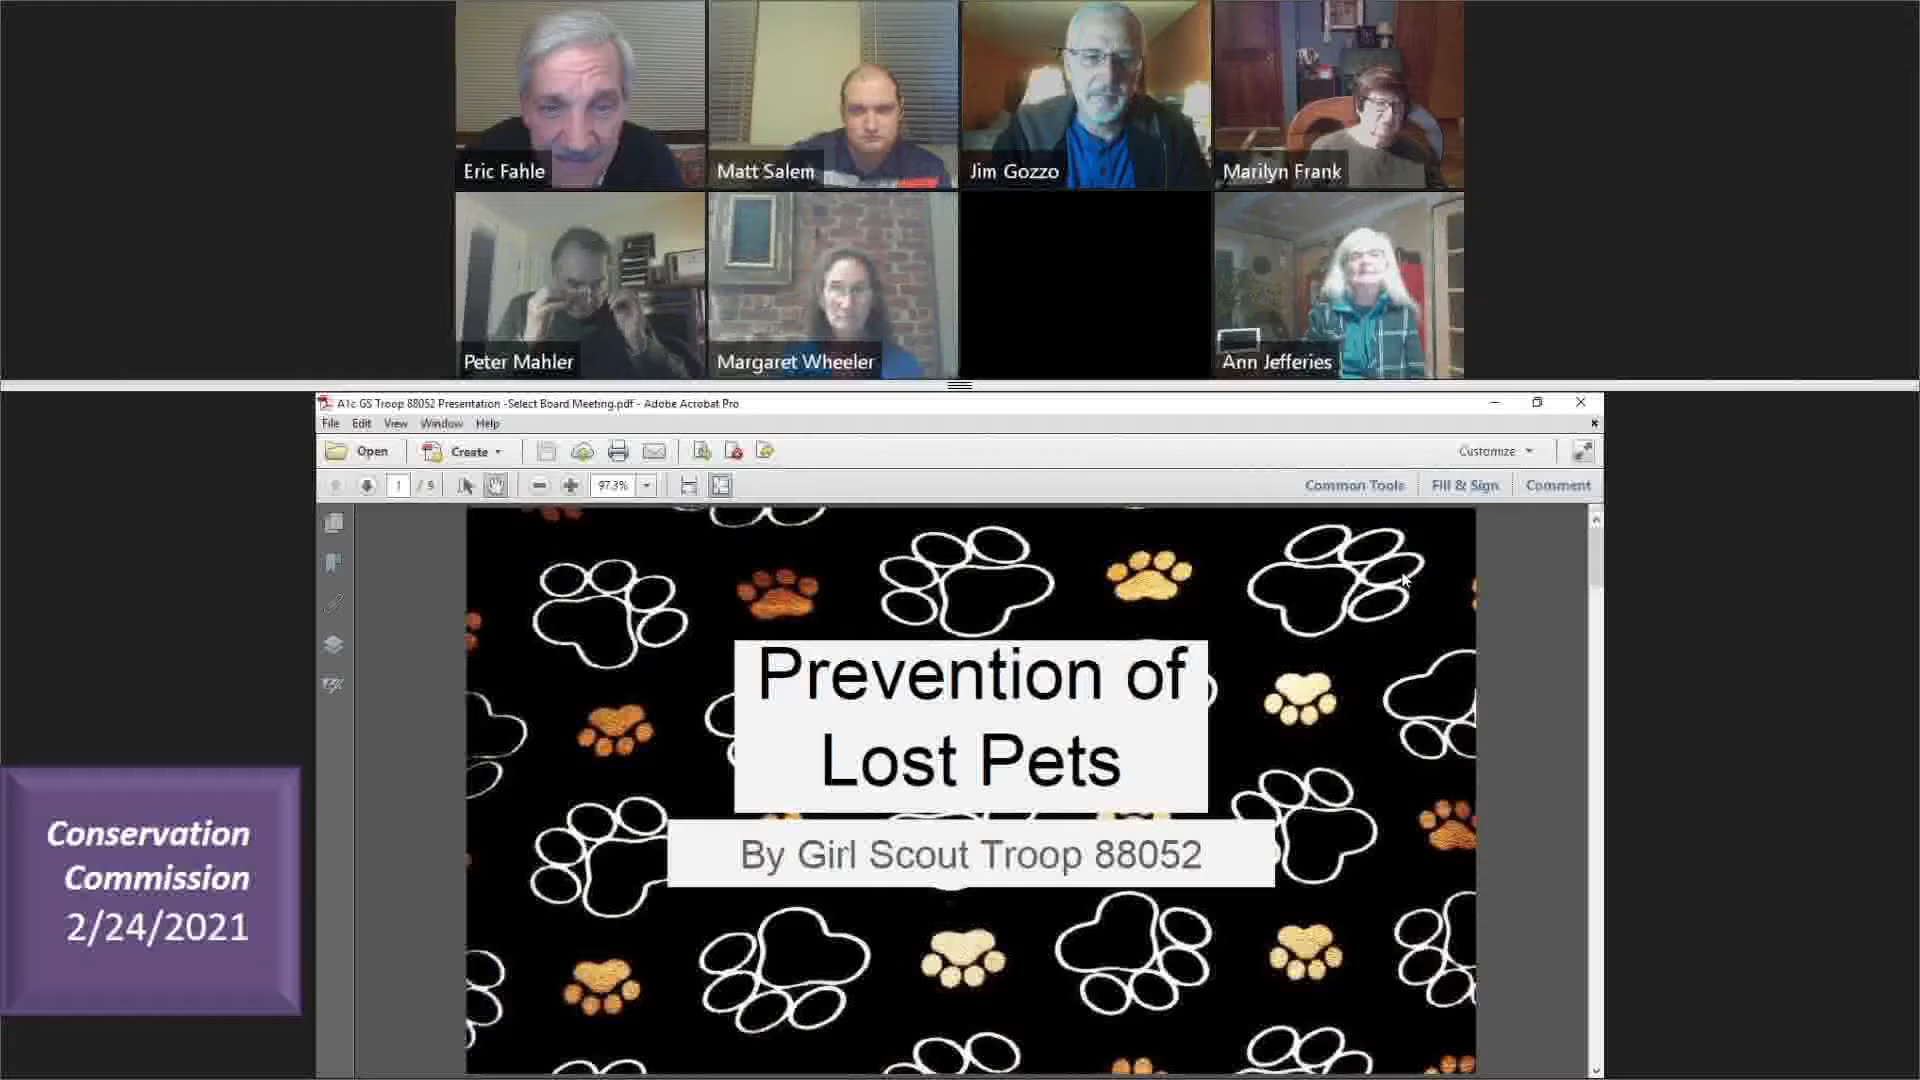 Eric Fahle
Matt Salem
Jim Gozzo
Marilyn Frank
Peter Mahler
Margaret Wheeler
Ann Jefferies
A1c GS Troop 88052 Presentation -Select Board Meeting.pdf - Adobe Acrobat Pro
File Edit View Window Help
Open Create Customize
1 / 9 97.3% Common Tools Fill & Sign Comment
Prevention of
Lost Pets
By Girl Scout Troop 88052
Conservation
Commission
2/24/2021